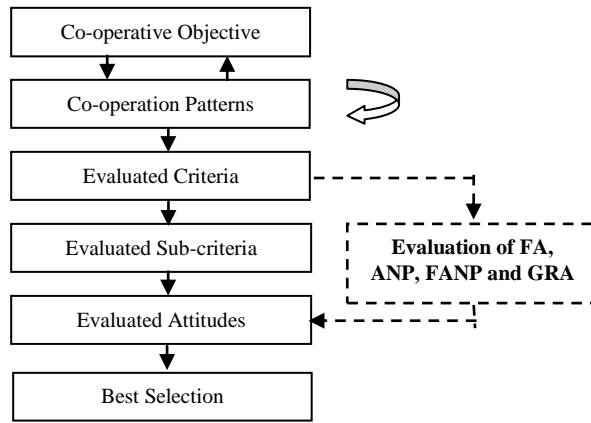 Co-operative Objective
Co-operation Patterns
Evaluated Criteria
Evaluated Sub-criteria
Evaluation of FA,
ANP, FANP and GRA
Evaluated Attitudes
Best Selection